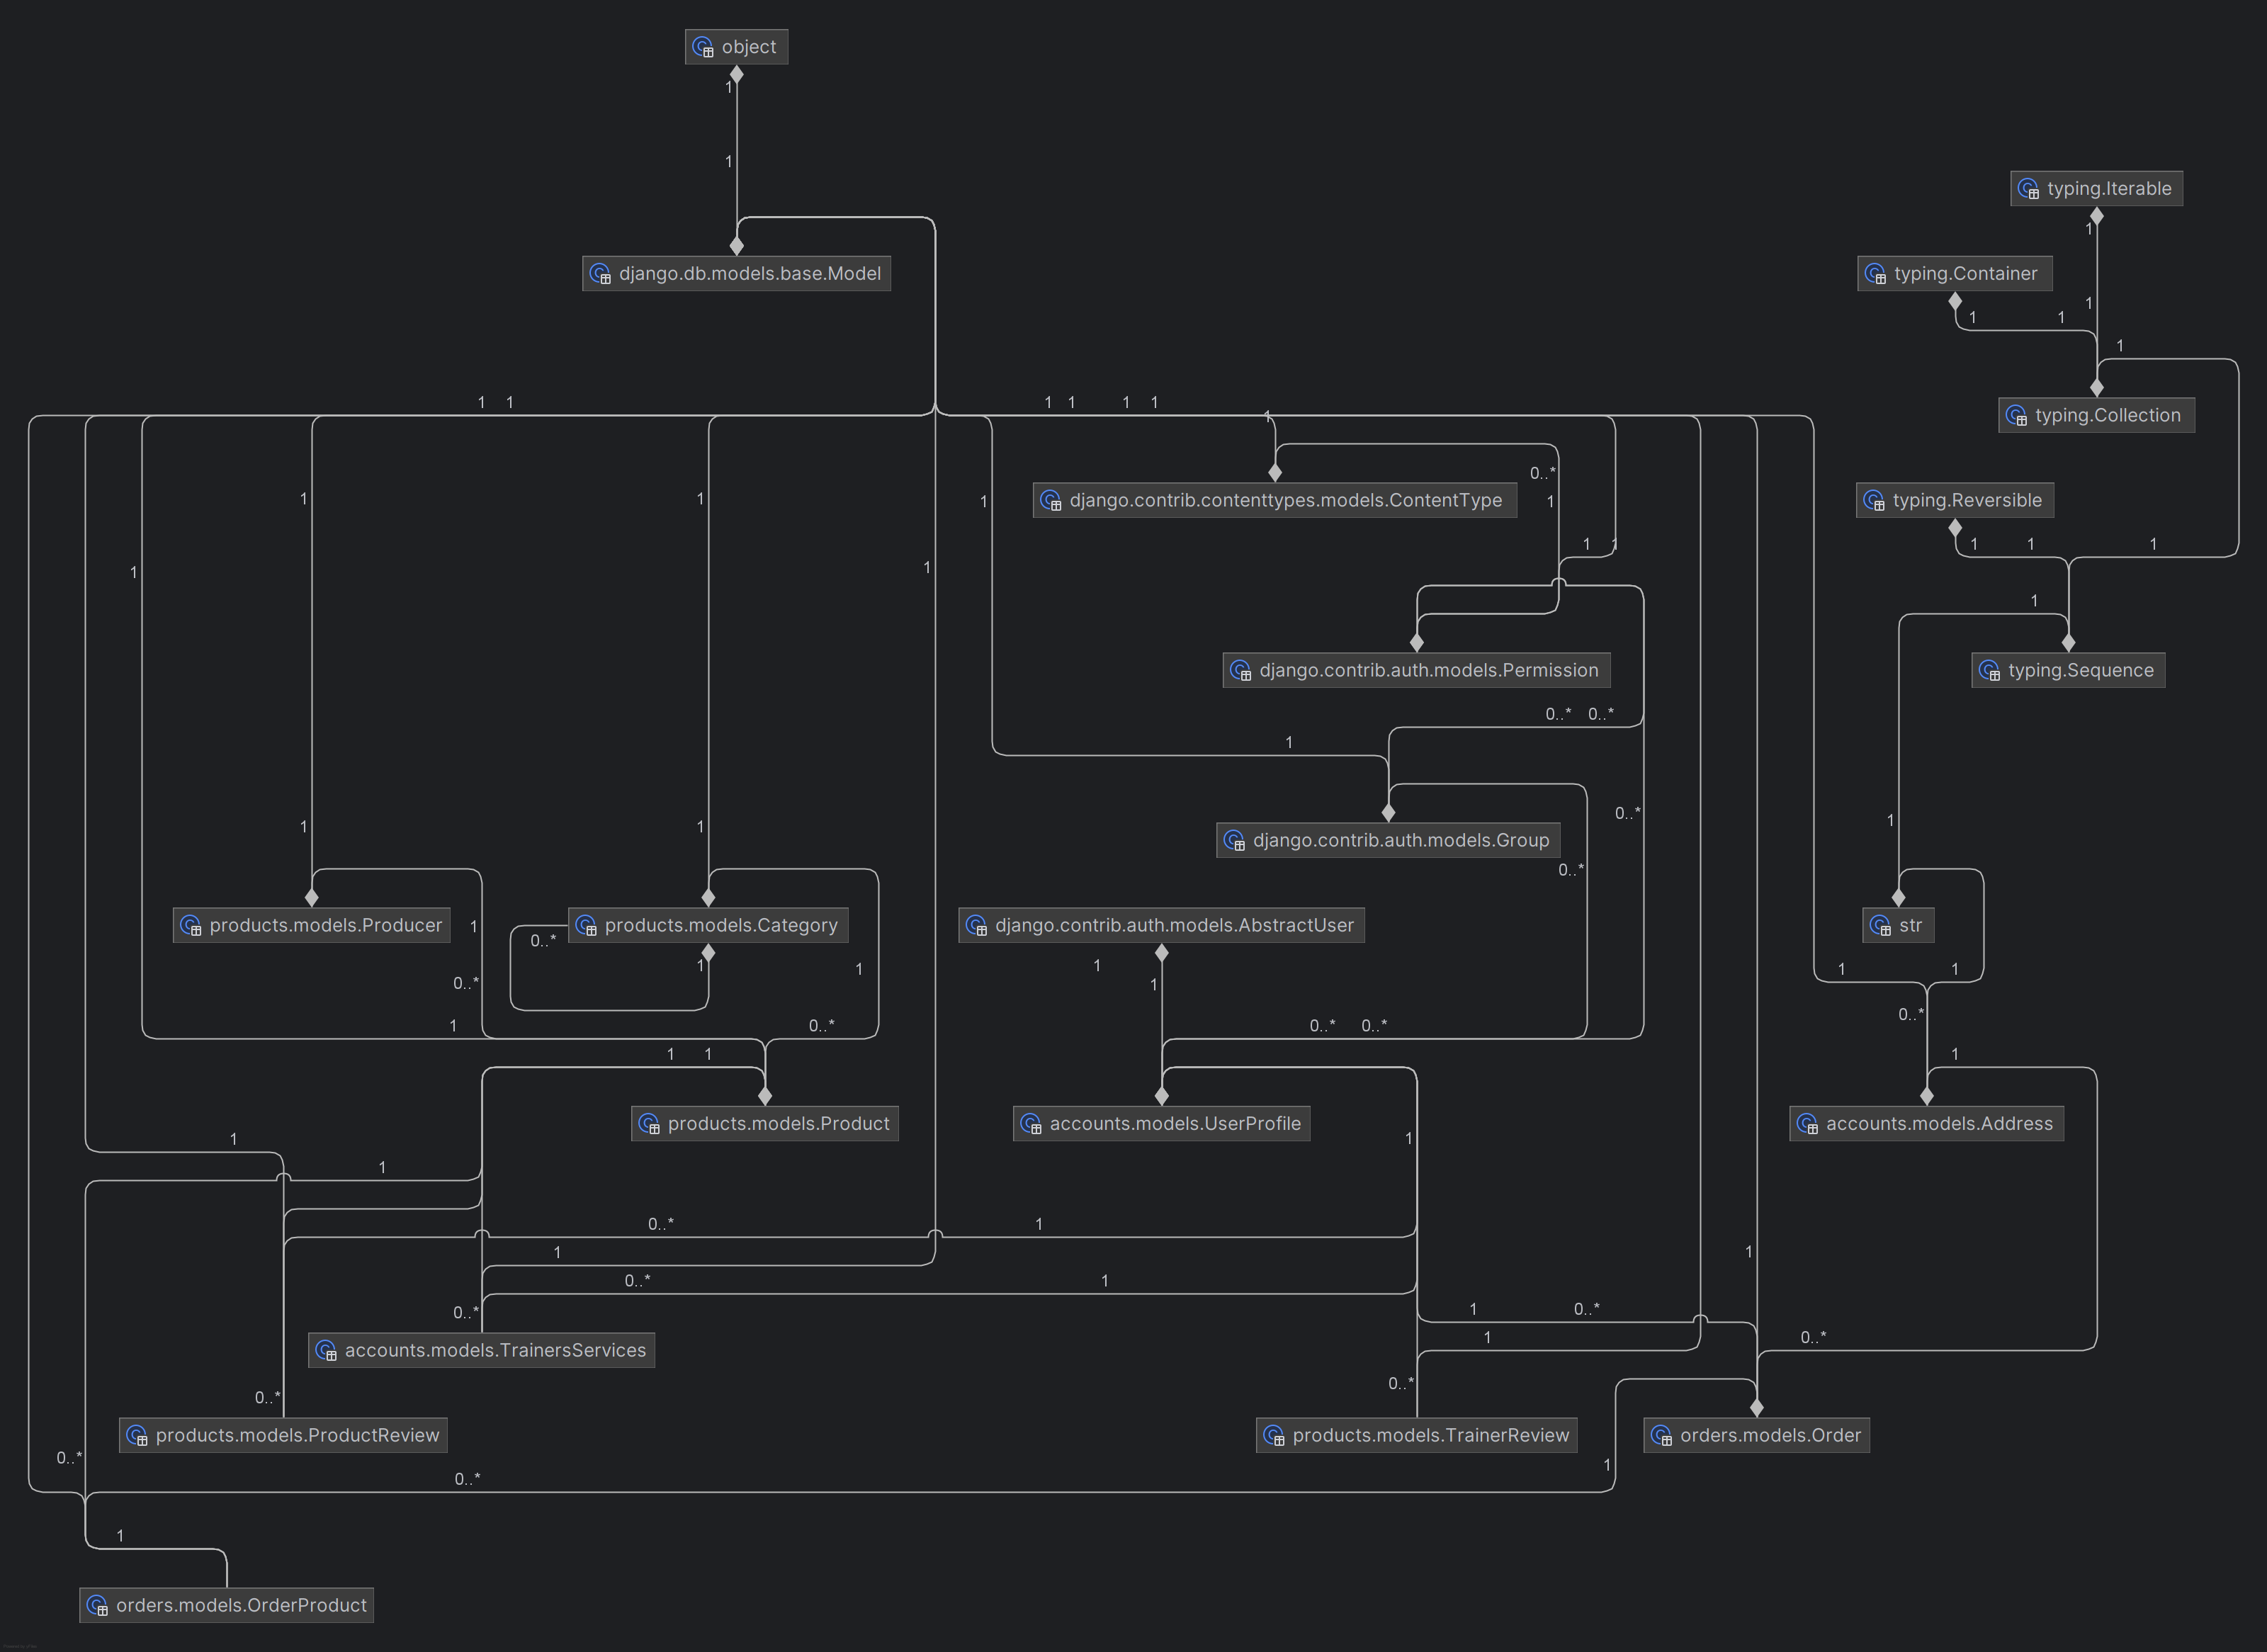 object
1
1
typing.Iterable
1
django.db.models.base.Model
typing.Container
1
1
1
1
1 1
1 1 1 1
1
typing.Collection
0..*
1
1
1
django.contrib.contenttypes.models.ContentType
1
typing.Reversible
1 1
1 1 1
1
1
1
1
django.contrib.auth.models.Permission
typing.Sequence
0..* 0..*
1
0..*
1
1
1
django.contrib.auth.models.Group
0..*
products.models.Producer
1
0..*
products.models.Category
django.contrib.auth.models.AbstractUser
str
1
1
1
1 1
0..*
1
0..*
1
0..*
0..* 0..*
1 1
1
products.models.Product
accounts.models.UserProfile
accounts.models.Address
1
1
1
0..*
1
1
1
0..*
1
0..*
1 0..*
1
0..*
accounts.models.TrainersServices
0..*
0..*
products.models.ProductReview
products.models.TrainerReview
orders.models.Order
0..*
1
0..*
1
orders.models.OrderProduct